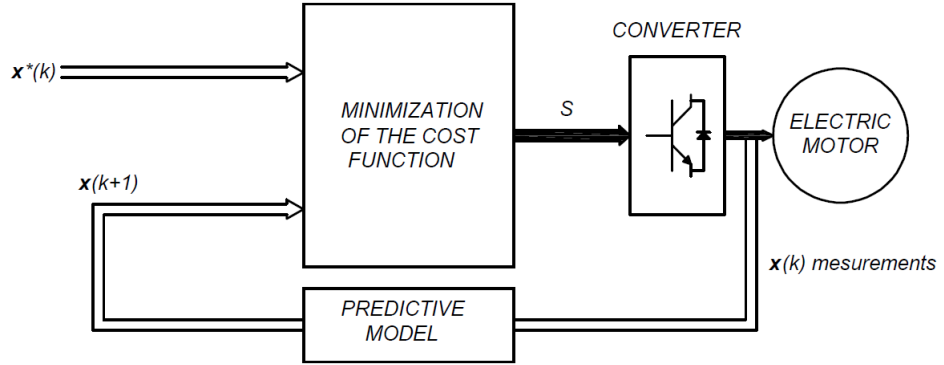 CONVERTER
x*(k)
MINIMIZATION
OF THE COST
FUNCTION
S
ELECTRIC
MOTOR
x(k+1)
x(k) mesurements
PREDICTIVE
MODEL